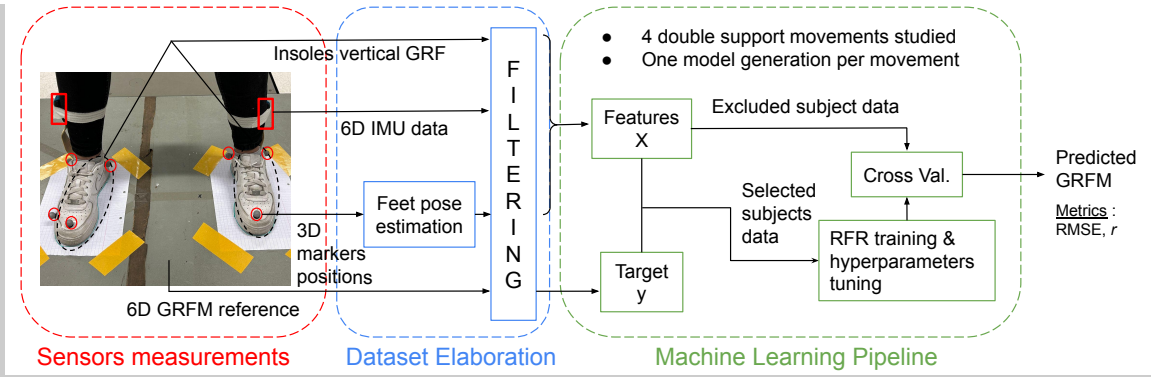 Insoles vertical GRF
6D IMU data
Feet pose
estimation
3D
markers
positions
6D GRFM reference
F
I
L
T
E
R
I
N
G
● 4 double support movements studied
● One model generation per movement
Features
X
Excluded subject data
Selected
subjects
data
Target
y
Cross Val.
RFR training &
hyperparameters
tuning
Predicted
GRFM
Metrics :
RMSE, r
Sensors measurements
Dataset Elaboration
Machine Learning Pipeline